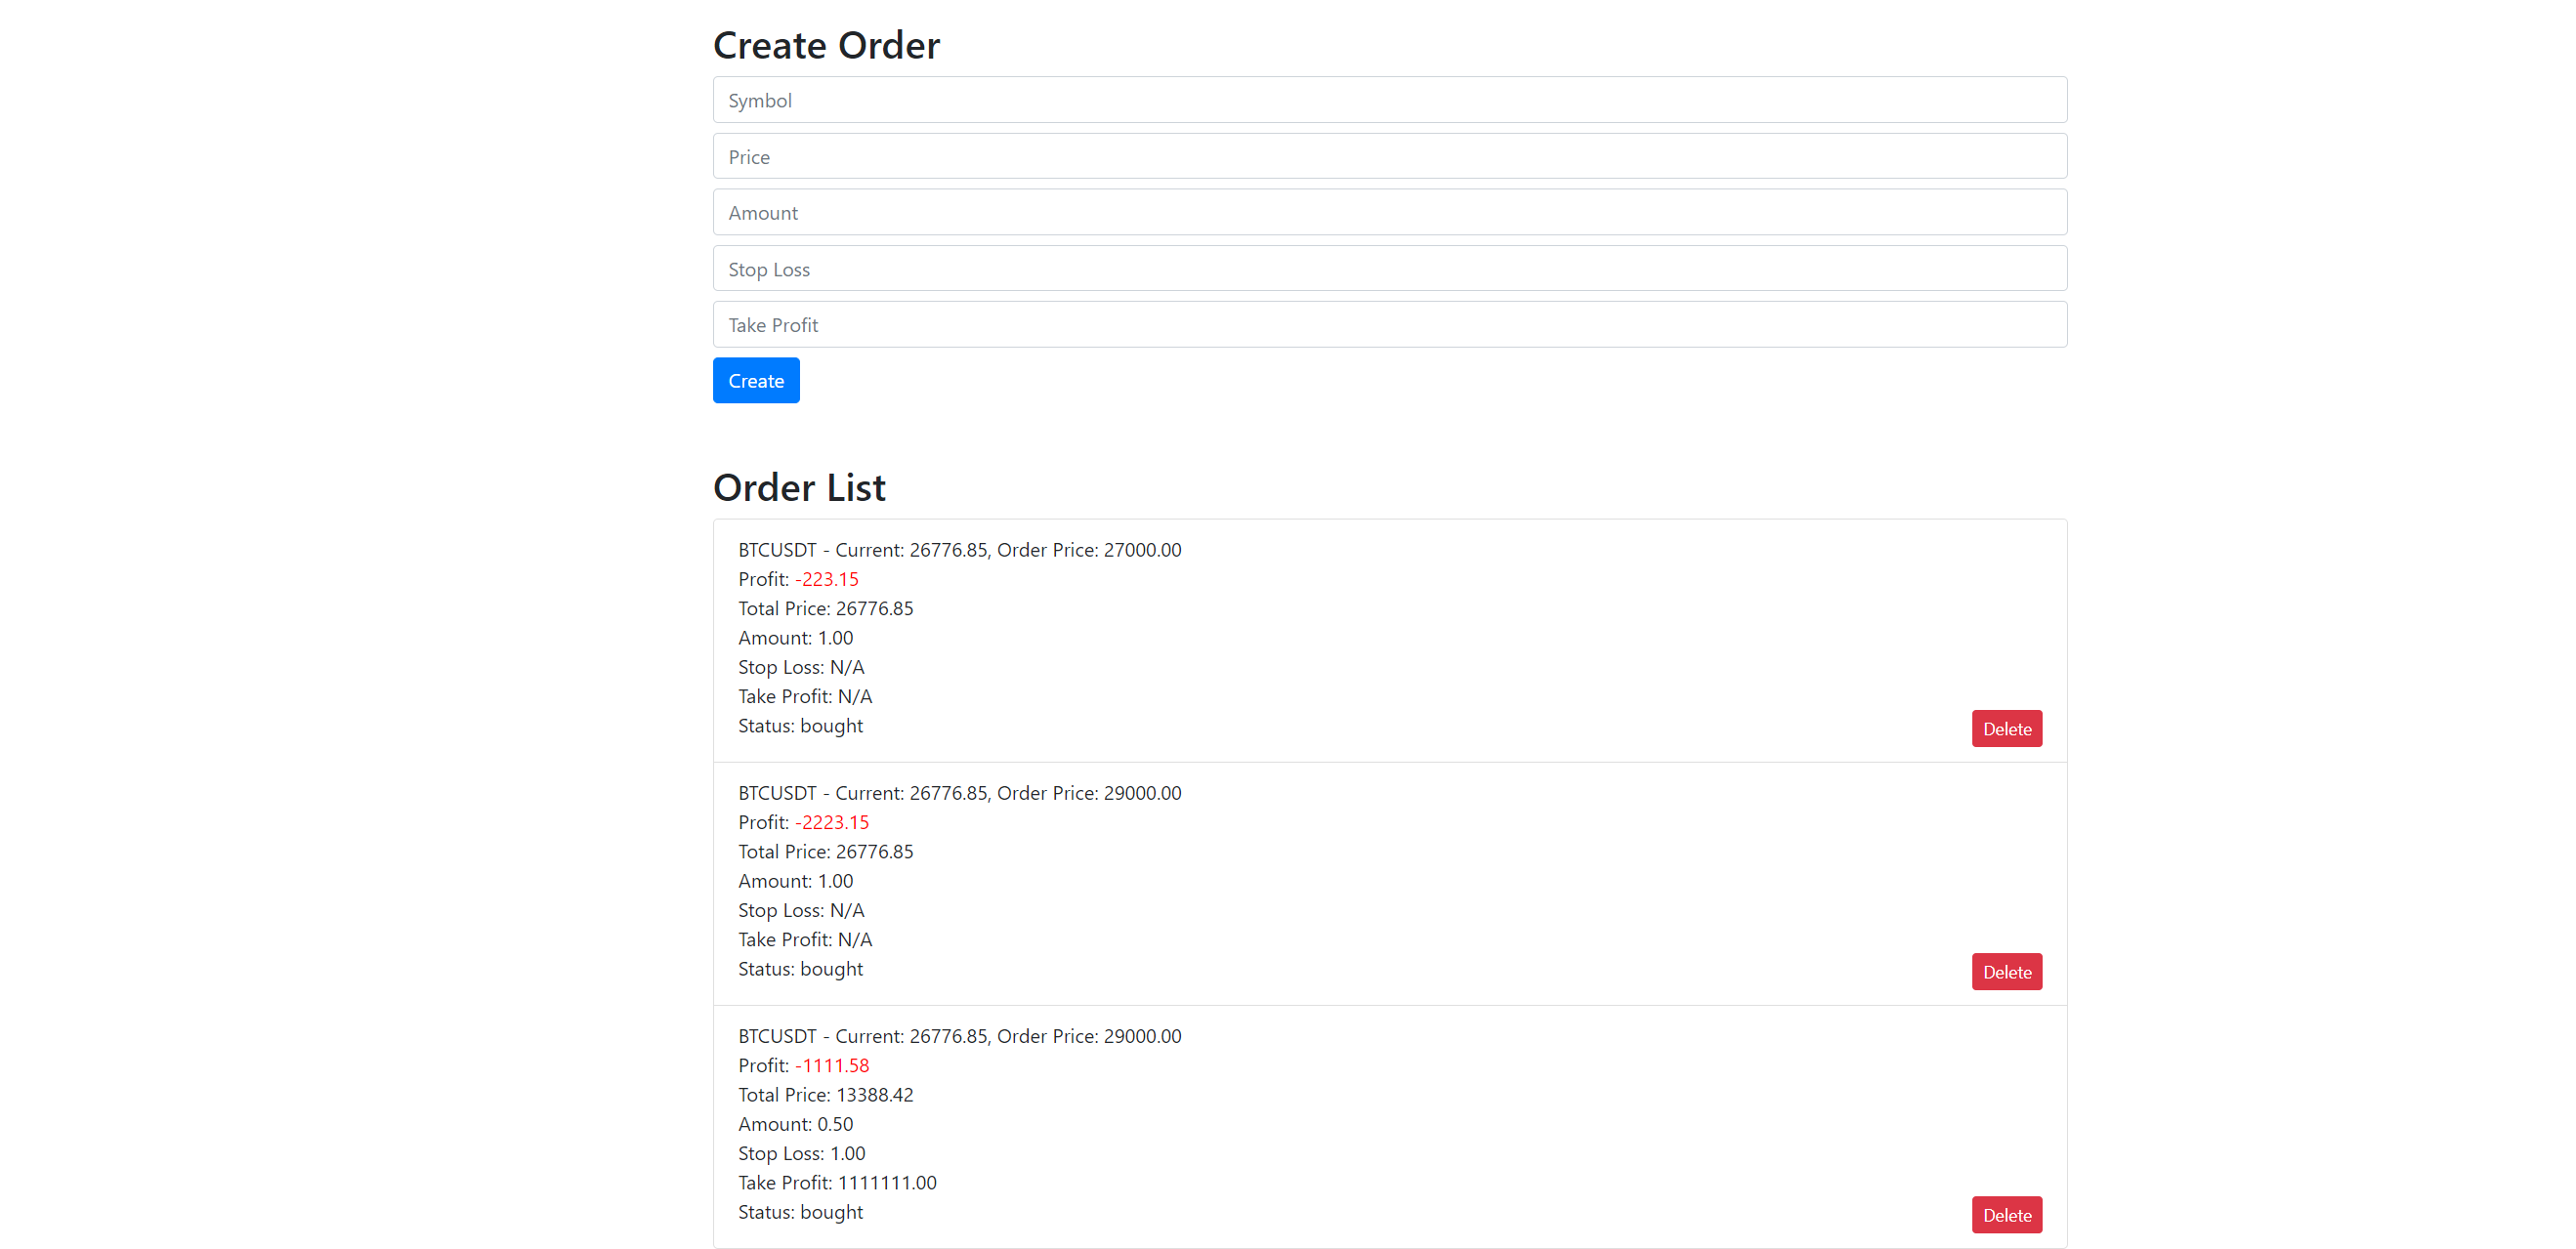 Create Order
Symbol
Price
Amount
Stop Loss
Take Profit
Create
Order List
BTCUSDT - Current: 26776.85, Order Price: 27000.00
Profit: -223.15
Total Price: 26776.85
Amount: 1.00
Stop Loss: N/A
Take Profit: N/A
Status: bought
Delete
BTCUSDT - Current: 26776.85, Order Price: 29000.00
Profit: -2223.15
Total Price: 26776.85
Amount: 1.00
Stop Loss: N/A
Take Profit: N/A
Status: bought
Delete
BTCUSDT - Current: 26776.85, Order Price: 29000.00
Profit: -1111.58
Total Price: 13388.42
Amount: 0.50
Stop Loss: 1.00
Take Profit: 1111111.00
Status: bought
Delete